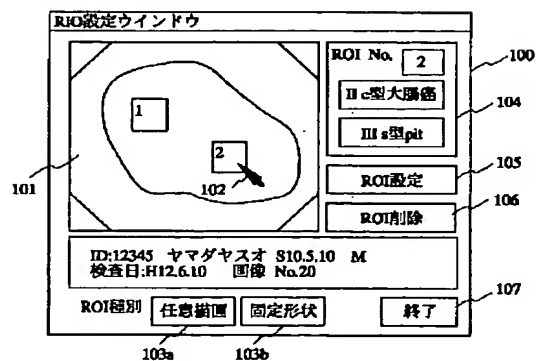 RIO設定ウインドウ
ROI No. 2
Ⅱc型大腸癌
Ⅲs型pit
ROI設定
ROI削除
1
2
100
101
102
104
105
106
ID:12345 ヤマダヤスオ S10.5.10 M
検査日:H12.6.10 画像 No.20
ROI種別 任意描画 固定形状 終了
107
103a 103b